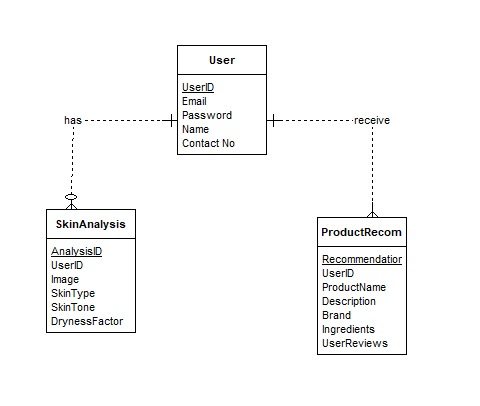 User
UserID
Email
Password
Name
Contact No
has
receive
SkinAnalysis
AnalysisID
UserID
Image
SkinType
SkinTone
DrynessFactor
ProductRecom
Recommendation
UserID
ProductName
Description
Brand
Ingredients
UserReviews